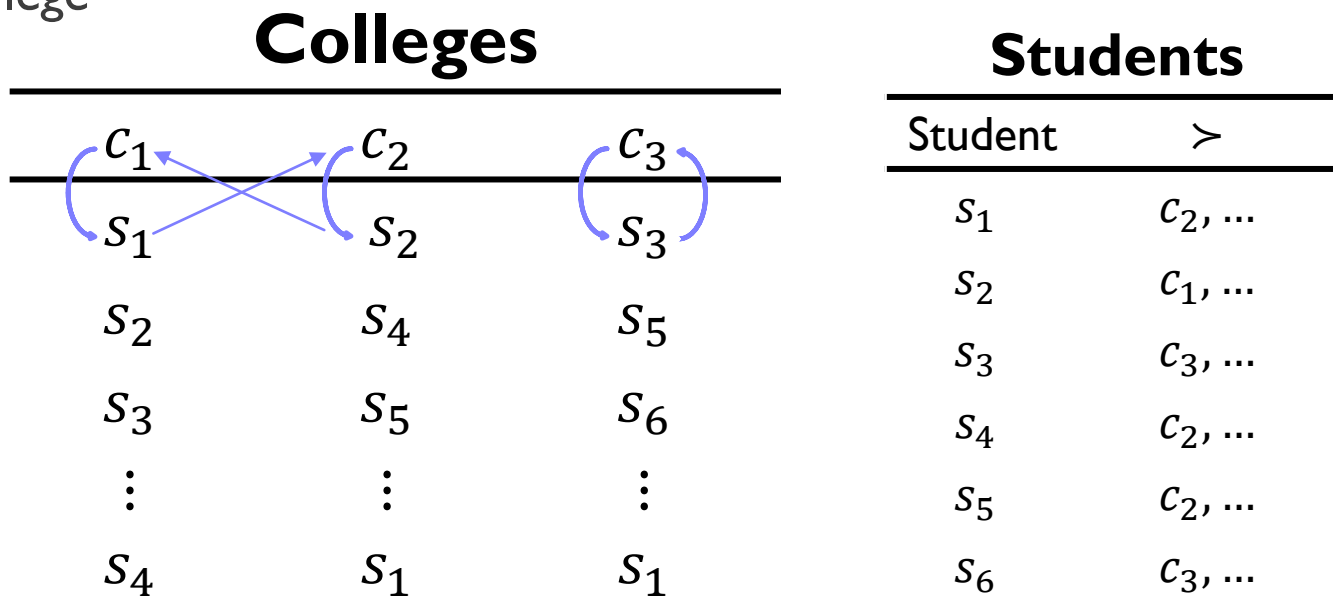 Colleges
c₁ c₂ c₃
s₁ s₂ s₃
s₂ s₄ s₅
s₃ s₅ s₆
⋮ ⋮ ⋮
s₄ s₁ s₁
Students
Student ≻
s₁ c₂, ...
s₂ c₁, ...
s₃ c₃, ...
s₄ c₂, ...
s₅ c₂, ...
s₆ c₃, ...